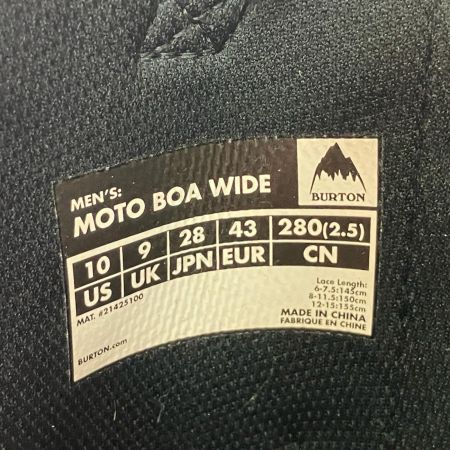 MEN'S:
MOTO BOA WIDE
BURTON
10 9 28 43 280(2.5)
US UK JPN EUR CN
MAT. #21425100
Lace Length:
6-7.5:145cm
8-11.5:150cm
12-15:155cm
MADE IN CHINA
FABRIQUE EN CHINE
BURTON.com